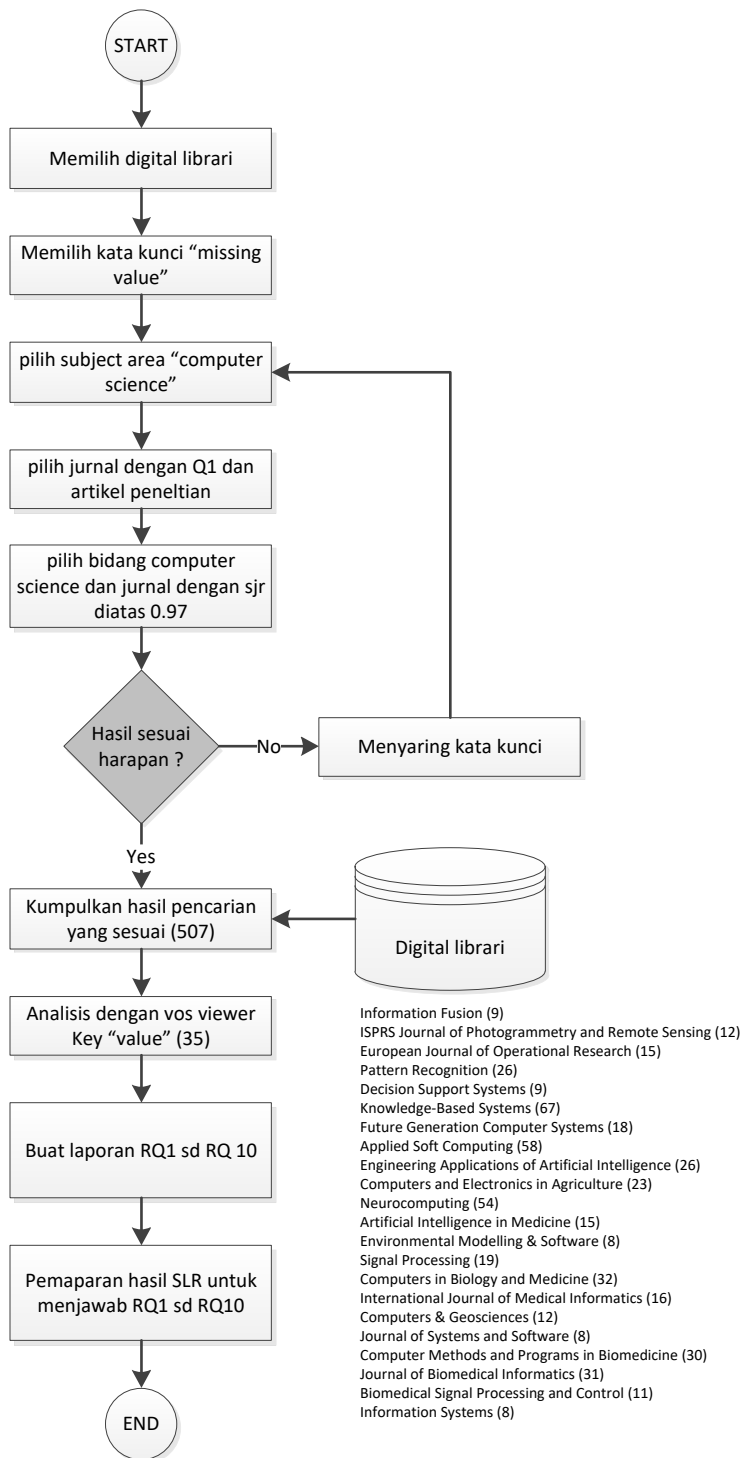 START
Memilih digital librari
Memilih kata kunci “missing
value”
pilih subject area “computer
science”
pilih jurnal dengan Q1 dan
artikel peneltian
pilih bidang computer
science dan jurnal dengan sjr
diatas 0.97
Hasil sesuai
harapan ?
No
Menyaring kata kunci
Yes
Kumpulkan hasil pencarian
yang sesuai (507)
Digital librari
Analisis dengan vos viewer
Key “value” (35)
Buat laporan RQ1 sd RQ 10
Pemaparan hasil SLR untuk
menjawab RQ1 sd RQ10
END
Information Fusion (9)
ISPRS Journal of Photogrammetry and Remote Sensing (12)
European Journal of Operational Research (15)
Pattern Recognition (26)
Decision Support Systems (9)
Knowledge-Based Systems (67)
Future Generation Computer Systems (18)
Applied Soft Computing (58)
Engineering Applications of Artificial Intelligence (26)
Computers and Electronics in Agriculture (23)
Neurocomputing (54)
Artificial Intelligence in Medicine (15)
Environmental Modelling & Software (8)
Signal Processing (19)
Computers in Biology and Medicine (32)
International Journal of Medical Informatics (16)
Computers & Geosciences (12)
Journal of Systems and Software (8)
Computer Methods and Programs in Biomedicine (30)
Journal of Biomedical Informatics (31)
Biomedical Signal Processing and Control (11)
Information Systems (8)